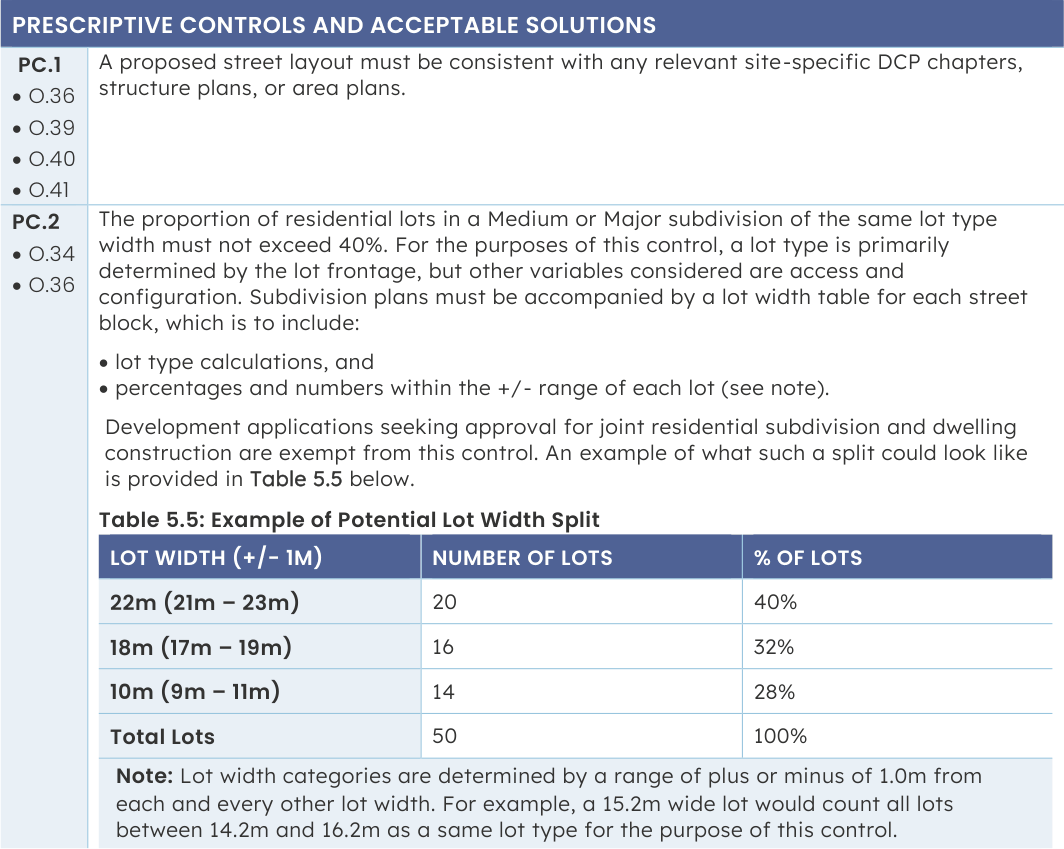 PRESCRIPTIVE CONTROLS AND ACCEPTABLE SOLUTIONS
PC.1
• O.36
• O.39
• O.40
• O.41
A proposed street layout must be consistent with any relevant site-specific DCP chapters,
structure plans, or area plans.
PC.2
• O.34
• O.36
The proportion of residential lots in a Medium or Major subdivision of the same lot type
width must not exceed 40%. For the purposes of this control, a lot type is primarily
determined by the lot frontage, but other variables considered are access and
configuration. Subdivision plans must be accompanied by a lot width table for each street
block, which is to include:
• lot type calculations, and
• percentages and numbers within the +/- range of each lot (see note).
Development applications seeking approval for joint residential subdivision and dwelling
construction are exempt from this control. An example of what such a split could look like
is provided in Table 5.5 below.
Table 5.5: Example of Potential Lot Width Split
LOT WIDTH (+/- 1M) NUMBER OF LOTS % OF LOTS
22m (21m – 23m) 20 40%
18m (17m – 19m) 16 32%
10m (9m – 11m) 14 28%
Total Lots 50 100%
Note: Lot width categories are determined by a range of plus or minus of 1.0m from
each and every other lot width. For example, a 15.2m wide lot would count all lots
between 14.2m and 16.2m as a same lot type for the purpose of this control.